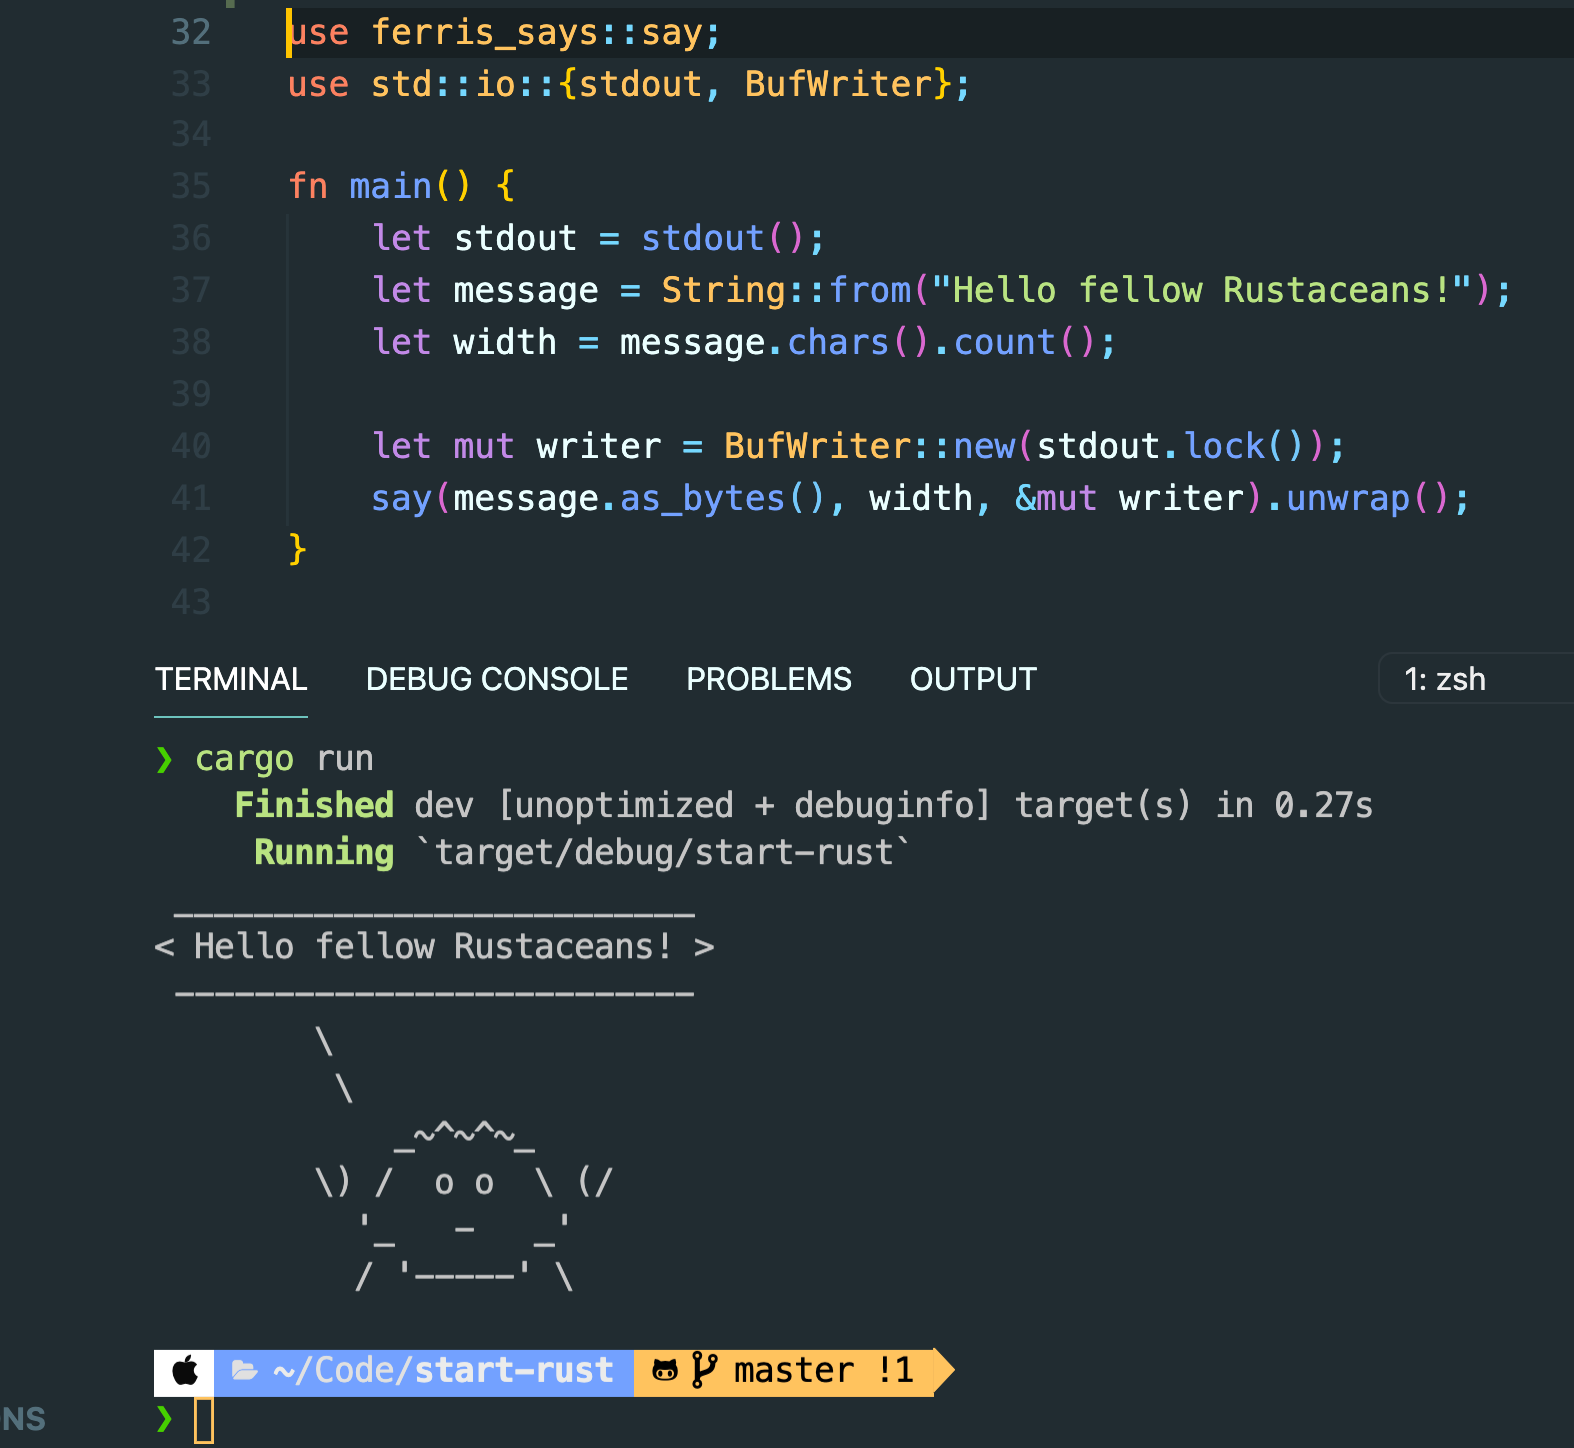 32 use ferris_says::say;
33 use std::io::{stdout, BufWriter};
34
35 fn main() {
36     let stdout = stdout();
37     let message = String::from("Hello fellow Rustaceans!");
38     let width = message.chars().count();
39
40     let mut writer = BufWriter::new(stdout.lock());
41     say(message.as_bytes(), width, &mut writer).unwrap();
42 }
43
TERMINAL DEBUG CONSOLE PROBLEMS OUTPUT 1: zsh
❯ cargo run
    Finished dev [unoptimized + debuginfo] target(s) in 0.27s
     Running `target/debug/start-rust`
 __________________________
< Hello fellow Rustaceans! >
 --------------------------
        \
         \
            _~^~^~_
        \) /  o o  \ (/
          '_   -   _'
          / '-----' \
~/Code/start-rust master !1
NS ❯